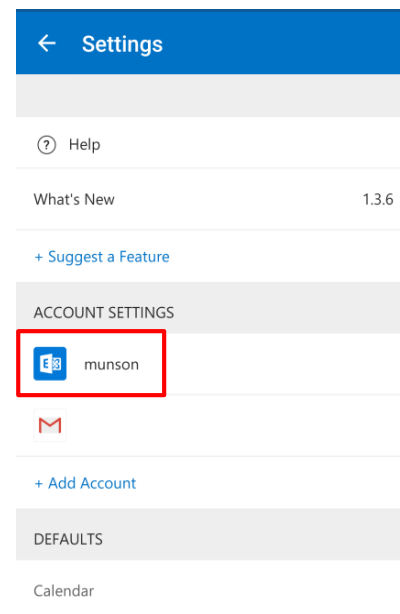 Settings
Help
What's New 1.3.6
+ Suggest a Feature
ACCOUNT SETTINGS
munson
+ Add Account
DEFAULTS
Calendar